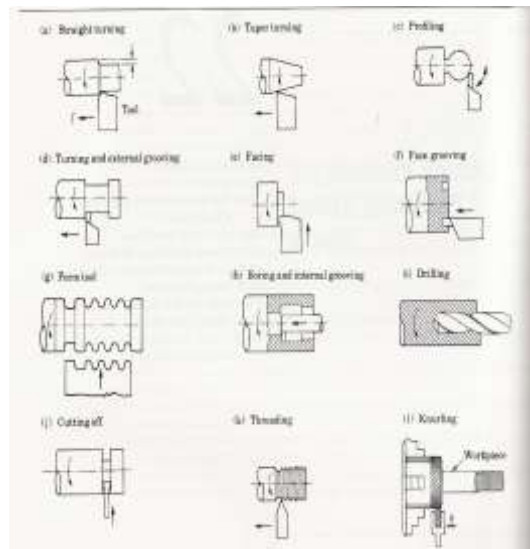 (a) Straight turning
(b) Taper turning
(c) Profiling
Tool
f
(d) Turning and external grooving
(e) Facing
(f) Face grooving
(g) Form tool
(h) Boring and internal grooving
(i) Drilling
(j) Cutting off
(k) Threading
(l) Knurling
Workpiece